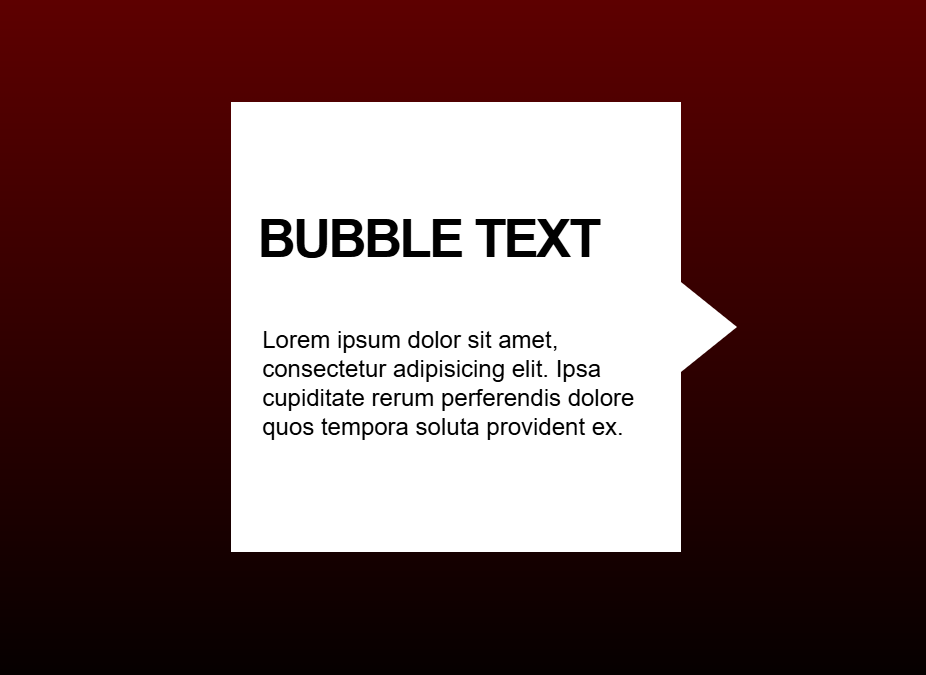 BUBBLE TEXT
Lorem ipsum dolor sit amet,
consectetur adipisicing elit. Ipsa
cupiditate rerum perferendis dolore
quos tempora soluta provident ex.